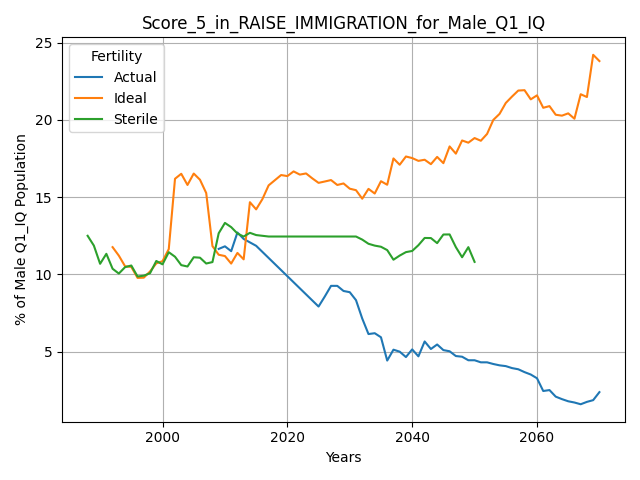 Score_5_in_RAISE_IMMIGRATION_for_Male_Q1_IQ
% of Male Q1_IQ Population
25
20
15
10
5
Fertility
Actual
Ideal
Sterile
2000
2020
2040
2060
Years